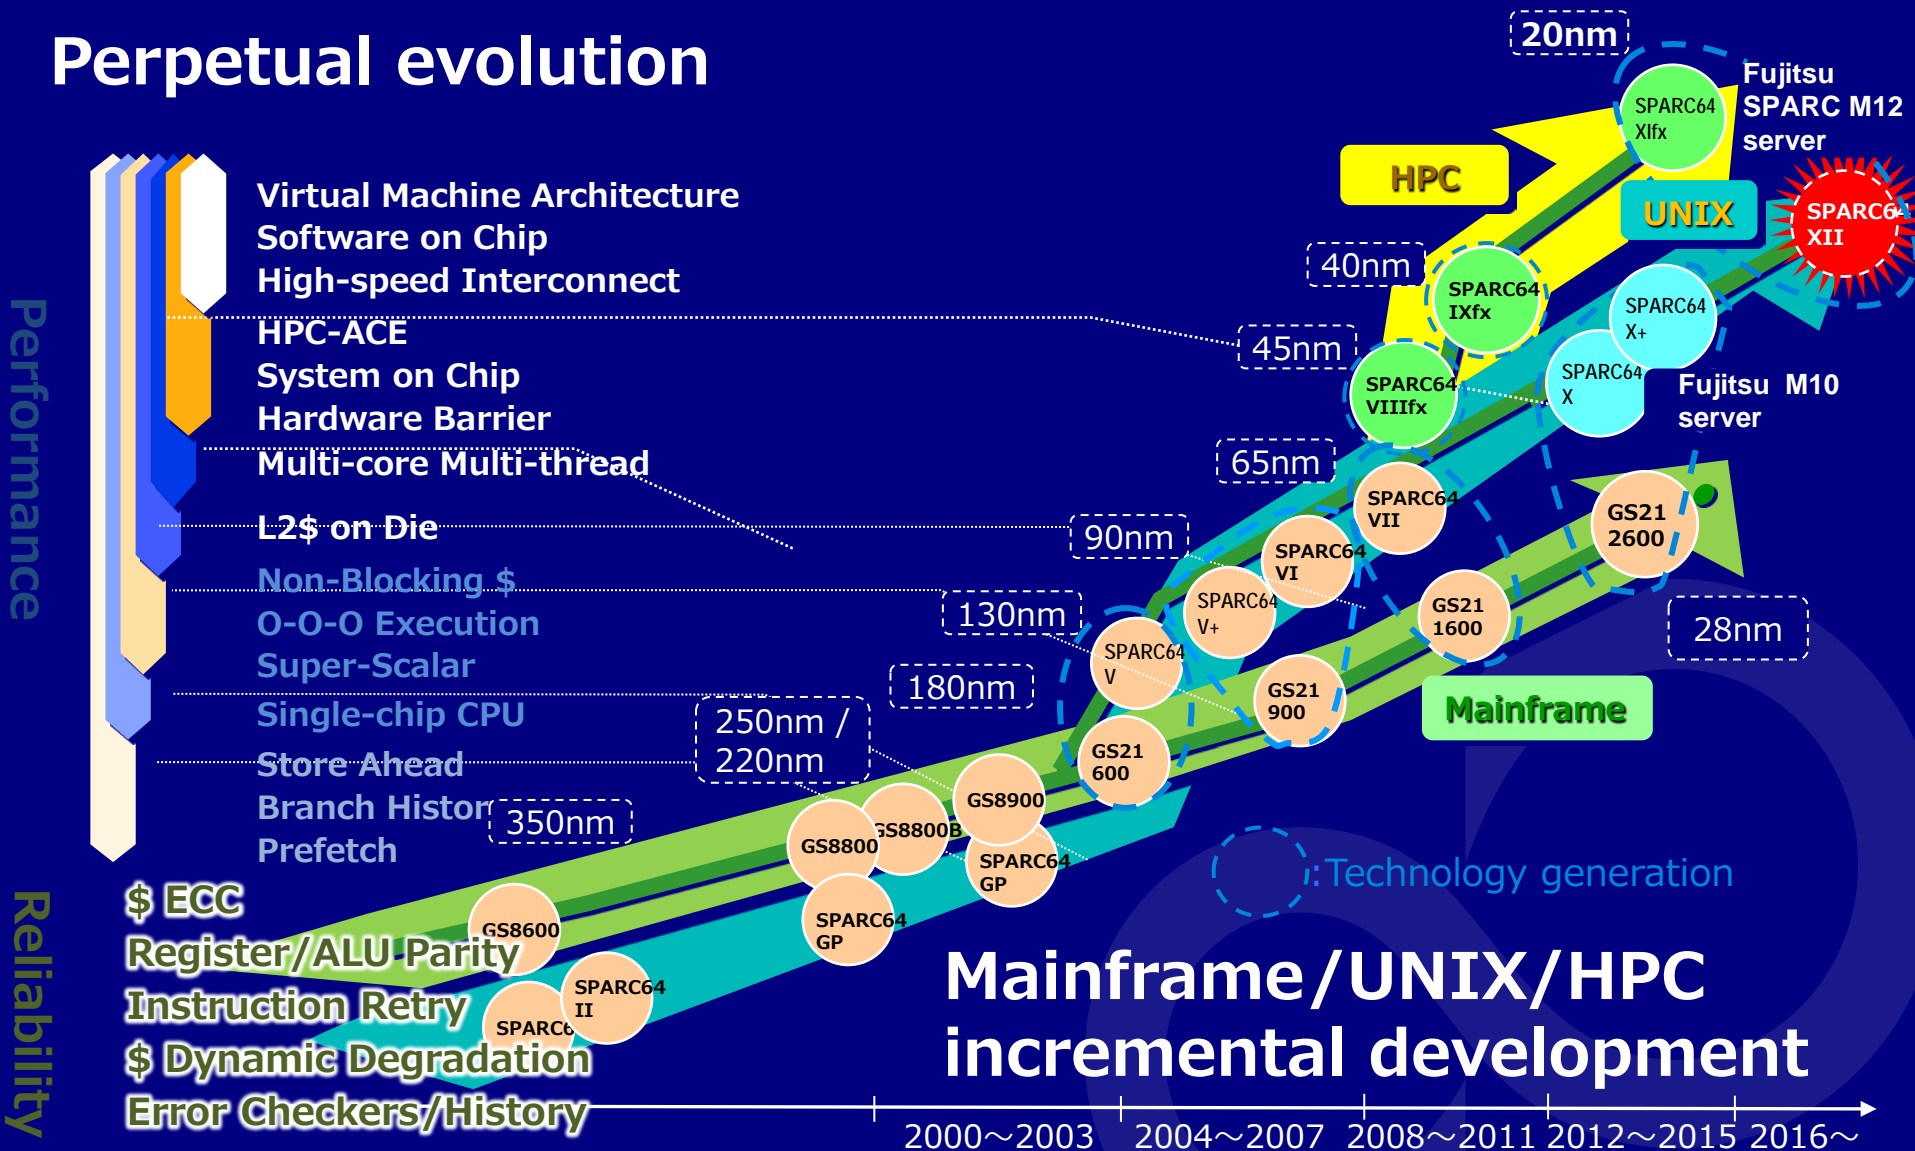 Perpetual evolution
Performance
Reliability
Virtual Machine Architecture
Software on Chip
High-speed Interconnect
HPC-ACE
System on Chip
Hardware Barrier
Multi-core Multi-thread
L2$ on Die
Non-Blocking $
O-O-O Execution
Super-Scalar
Single-chip CPU
Store Ahead
Branch Histor
Prefetch
$ ECC
Register/ALU Parity
Instruction Retry
$ Dynamic Degradation
Error Checkers/History
350nm
250nm /
220nm
180nm
130nm
90nm
65nm
45nm
40nm
20nm
28nm
HPC
UNIX
Mainframe
Fujitsu
SPARC M12
server
Fujitsu M10
server
SPARC64
XIfx
SPARC64
XII
SPARC64
IXfx
SPARC64
X+
SPARC64
X
SPARC64
VIIIfx
SPARC64
VII
SPARC64
VI
SPARC64
V+
SPARC64
V
GS21
2600
GS21
1600
GS21
900
GS21
600
GS8900
GS8800B
GS8800
SPARC64
GP
SPARC64
GP
GS8600
SPARC64
II
SPARC6
:Technology generation
Mainframe/UNIX/HPC
incremental development
2000～2003 2004～2007 2008～2011 2012～2015 2016～